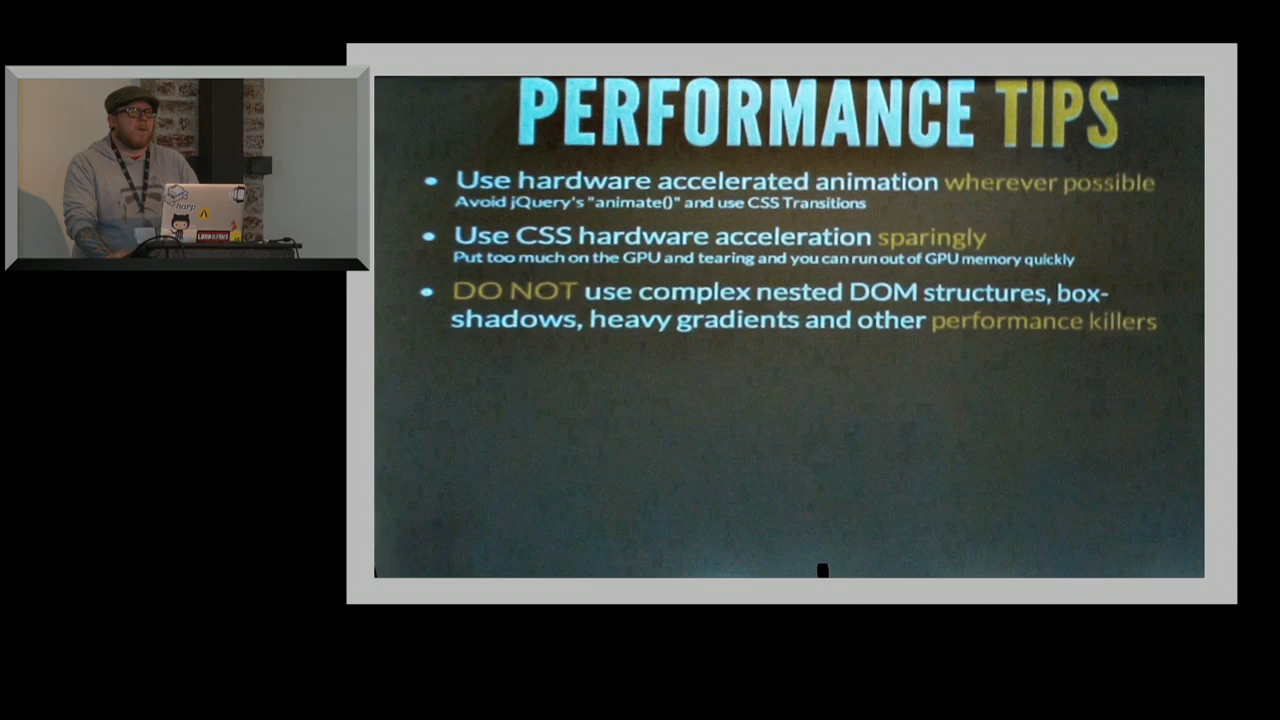 PERFORMANCE TIPS
• Use hardware accelerated animation wherever possible
Avoid jQuery's "animate()" and use CSS Transitions
• Use CSS hardware acceleration sparingly
Put too much on the GPU and tearing and you can run out of GPU memory quickly
• DO NOT use complex nested DOM structures, box-
shadows, heavy gradients and other performance killers
harp